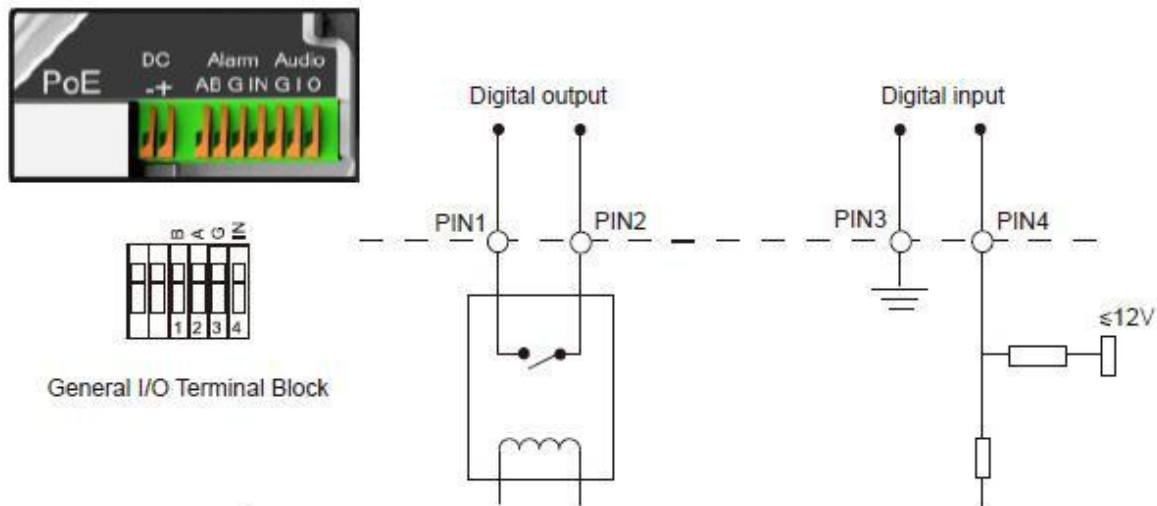 DC Alarm Audio
PoE -+ AB G IN G I O
Digital output
Digital input
PIN1
PIN2
PIN3
PIN4
B A G IN
1 2 3 4
≤12V
General I/O Terminal Block